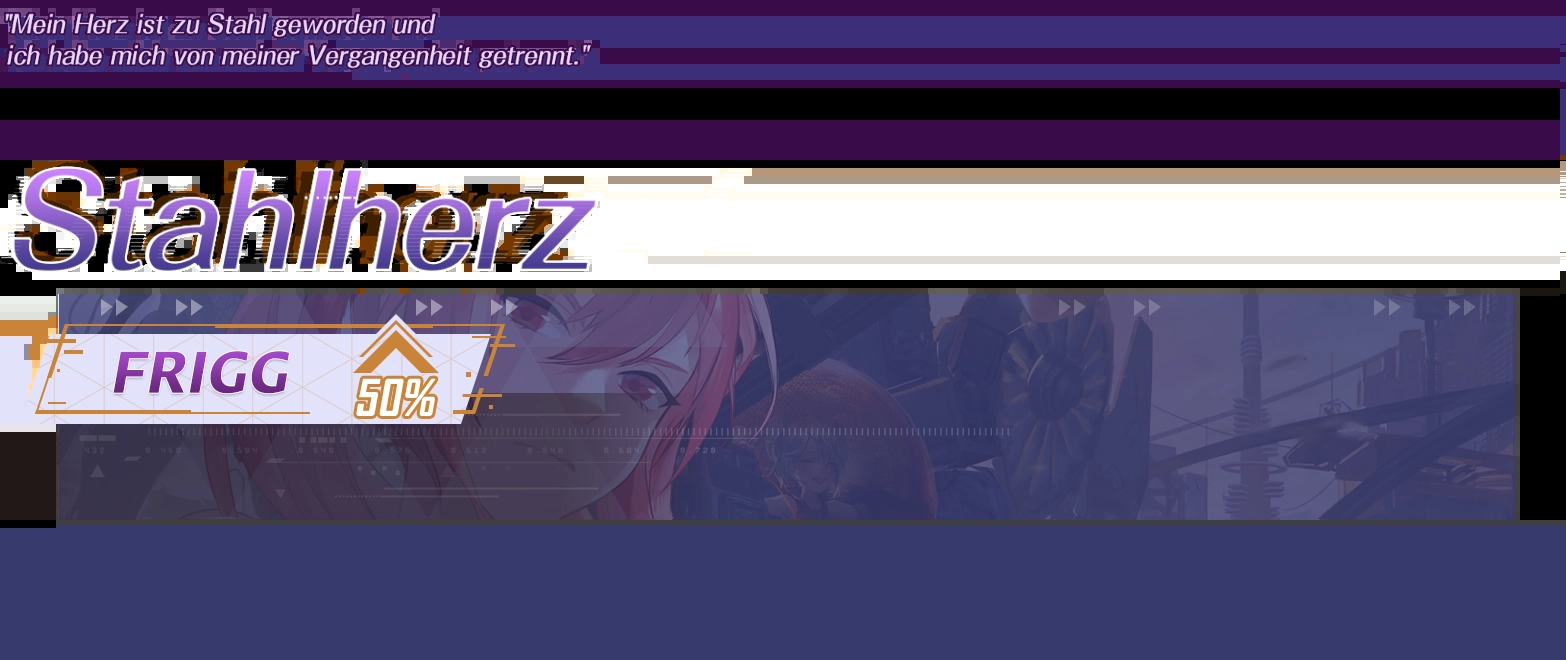 "Mein Herz ist zu Stahl geworden und
ich habe mich von meiner Vergangenheit getrennt."
Stahlherz
FRIGG
50%